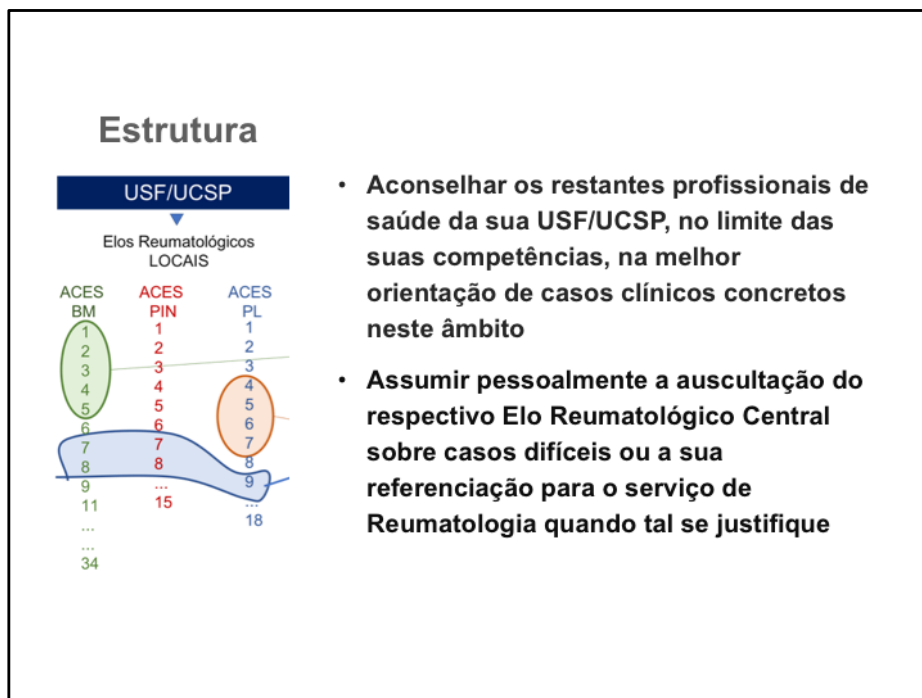 Estrutura
USF/UCSP
Elos Reumatológicos
LOCAIS
ACES
BM
1
2
3
4
5
6
7
8
9
11
...
...
34
ACES
PIN
1
2
3
4
5
6
7
8
...
15
ACES
PL
1
2
3
4
5
6
7
8
9
...
18
• Aconselhar os restantes profissionais de
saúde da sua USF/UCSP, no limite das
suas competências, na melhor
orientação de casos clínicos concretos
neste âmbito
• Assumir pessoalmente a auscultação do
respectivo Elo Reumatológico Central
sobre casos difíceis ou a sua
referenciação para o serviço de
Reumatologia quando tal se justifique